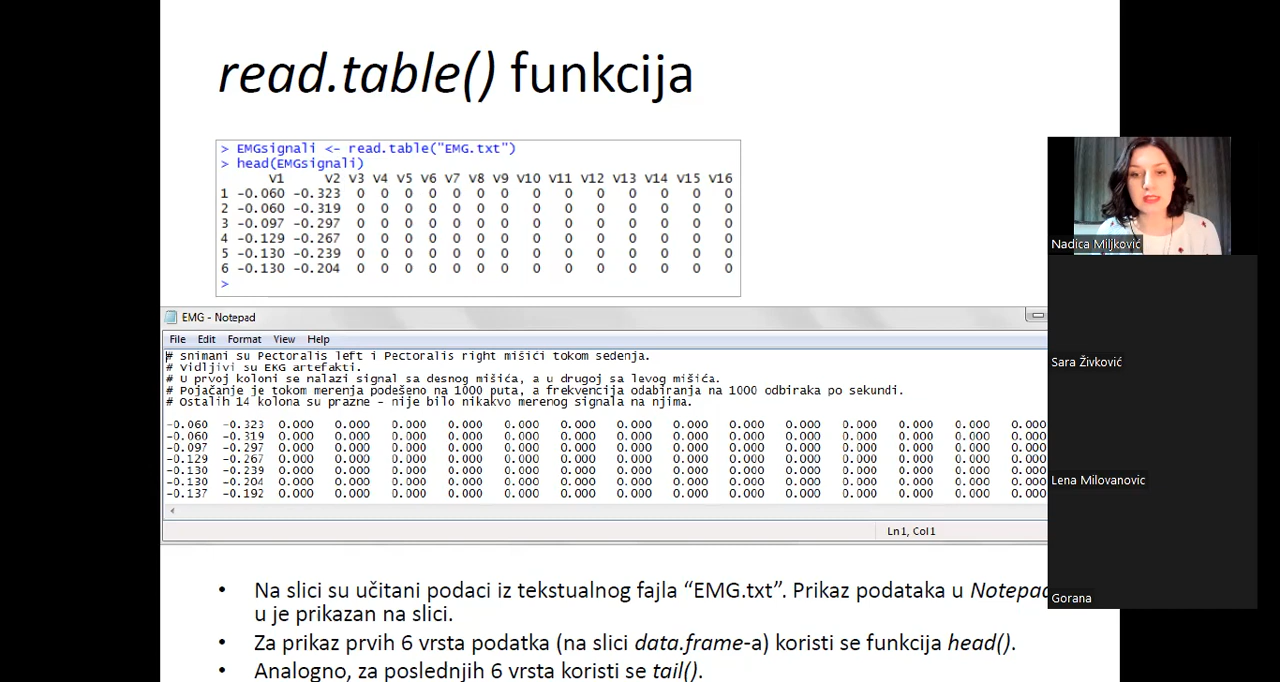 read.table() funkcija
> EMGsignali <- read.table("EMG.txt")
> head(EMGsignali)
V1 V2 V3 V4 V5 V6 V7 V8 V9 V10 V11 V12 V13 V14 V15 V16
1 -0.060 -0.323 0 0 0 0 0 0 0 0 0 0 0 0 0 0
2 -0.060 -0.319 0 0 0 0 0 0 0 0 0 0 0 0 0 0
3 -0.097 -0.297 0 0 0 0 0 0 0 0 0 0 0 0 0 0
4 -0.129 -0.267 0 0 0 0 0 0 0 0 0 0 0 0 0 0
5 -0.130 -0.239 0 0 0 0 0 0 0 0 0 0 0 0 0 0
6 -0.130 -0.204 0 0 0 0 0 0 0 0 0 0 0 0 0 0
>
EMG - Notepad
File Edit Format View Help
# Snimani su Pectoralis left i Pectoralis right mišići tokom sedenja.
# Vidljivi su EKG artefakti.
# U prvoj koloni se nalazi signal sa desnog mišića, a u drugoj sa levog mišića.
# Pojačanje je tokom merenja podešeno na 1000 puta, a frekvencija odabiranja na 1000 odbiraka po sekundi.
# Ostalih 14 kolona su prazne - nije bilo nikakvo merenog signala na njima.
-0.060 -0.323 0.000 0.000 0.000 0.000 0.000 0.000 0.000 0.000 0.000 0.000 0.000 0.000 0.000 0.000
-0.060 -0.319 0.000 0.000 0.000 0.000 0.000 0.000 0.000 0.000 0.000 0.000 0.000 0.000 0.000 0.000
-0.097 -0.297 0.000 0.000 0.000 0.000 0.000 0.000 0.000 0.000 0.000 0.000 0.000 0.000 0.000 0.000
-0.129 -0.267 0.000 0.000 0.000 0.000 0.000 0.000 0.000 0.000 0.000 0.000 0.000 0.000 0.000 0.000
-0.130 -0.239 0.000 0.000 0.000 0.000 0.000 0.000 0.000 0.000 0.000 0.000 0.000 0.000 0.000 0.000
-0.130 -0.204 0.000 0.000 0.000 0.000 0.000 0.000 0.000 0.000 0.000 0.000 0.000 0.000 0.000 0.000
-0.137 -0.192 0.000 0.000 0.000 0.000 0.000 0.000 0.000 0.000 0.000 0.000 0.000 0.000 0.000 0.000
Ln1, Col1
• Na slici su učitani podaci iz tekstualnog fajla “EMG.txt”. Prikaz podataka u Notepad
u je prikazan na slici.
• Za prikaz prvih 6 vrsta podatka (na slici data.frame-a) koristi se funkcija head().
• Analogno, za poslednjih 6 vrsta koristi se tail().
Nadica Miljković
Sara Živković
Lena Milovanovic
Gorana